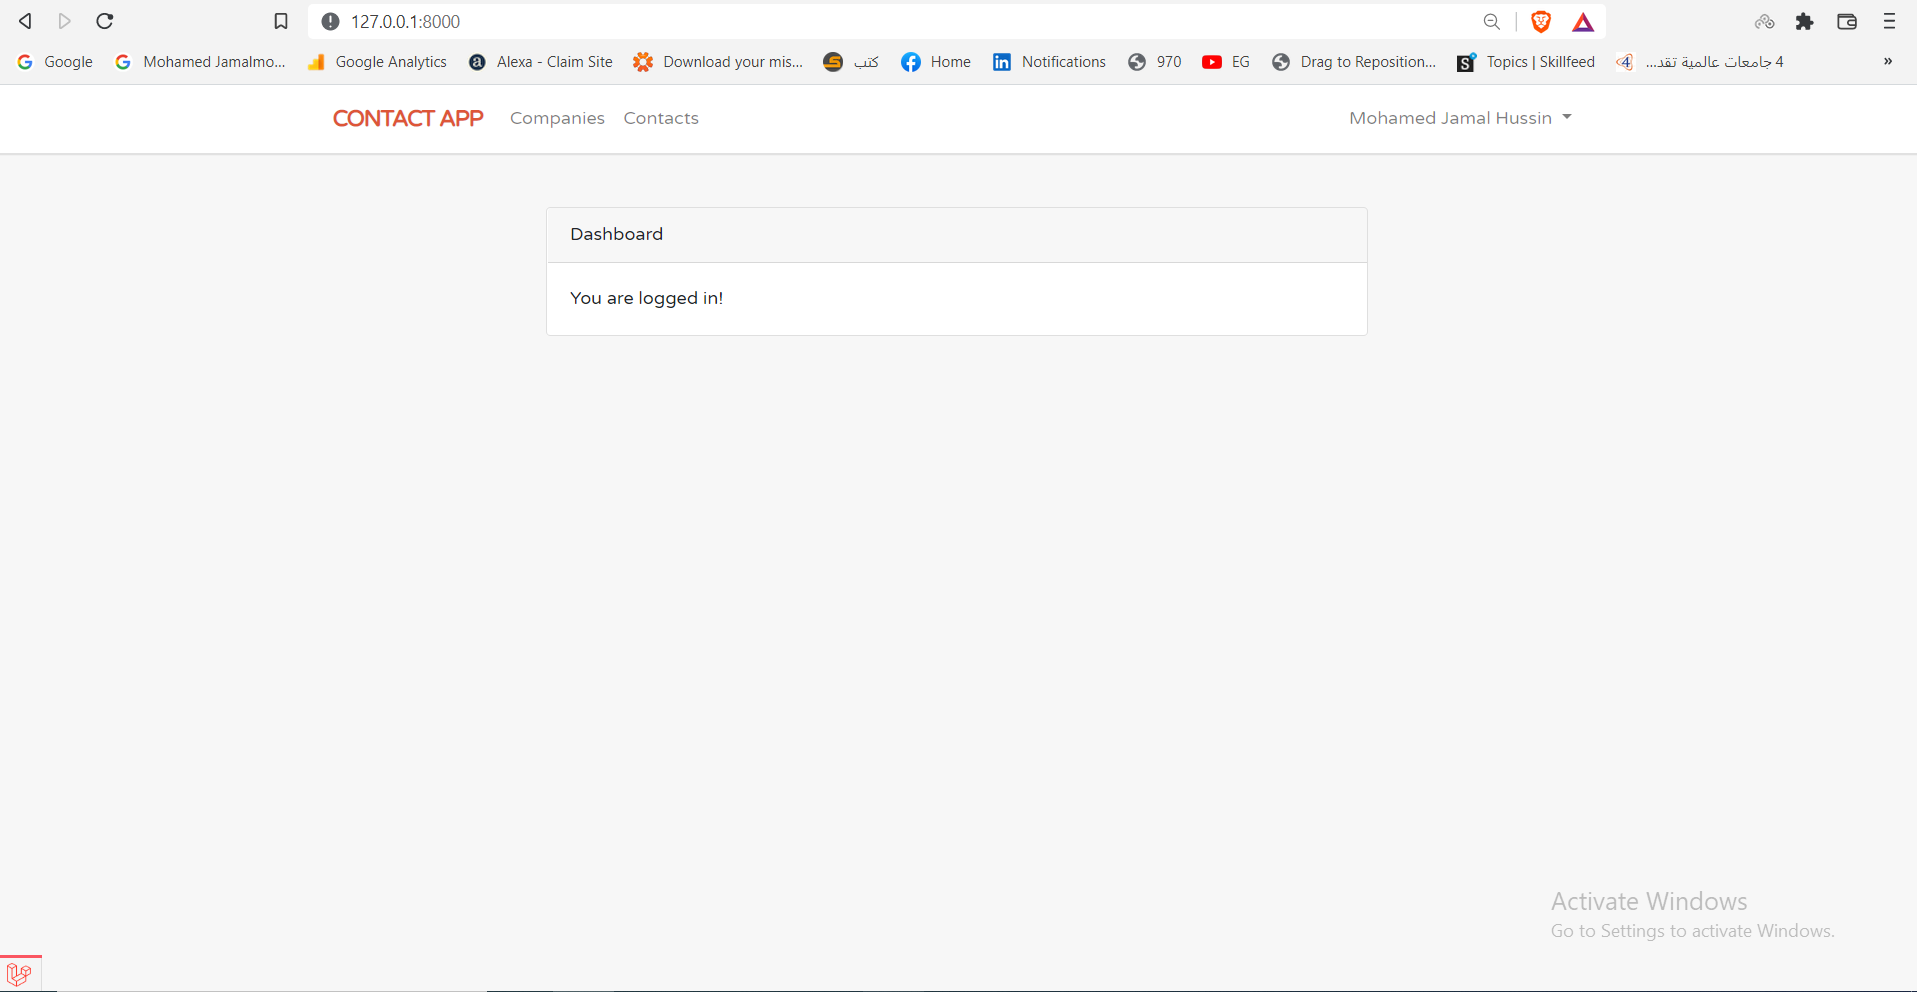 127.0.0.1:8000
Google Mohamed Jamalmo... Google Analytics Alexa - Claim Site Download your mis... كتب Home Notifications 970 EG Drag to Reposition... Topics | Skillfeed 4 جامعات عالمية تقد...
CONTACT APP Companies Contacts Mohamed Jamal Hussin
Dashboard
You are logged in!
Activate Windows
Go to Settings to activate Windows.